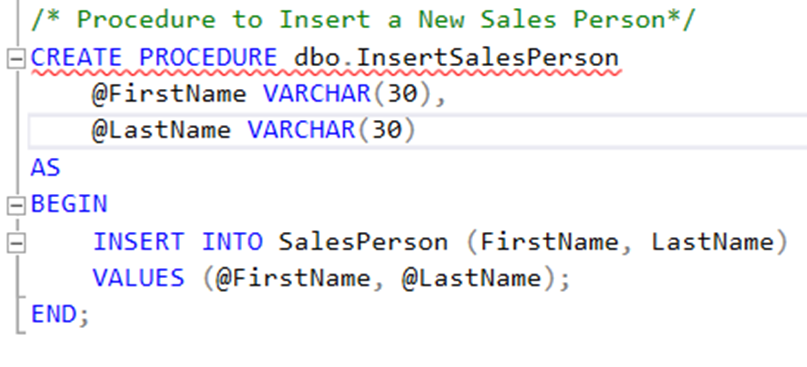 /* Procedure to Insert a New Sales Person*/
CREATE PROCEDURE dbo.InsertSalesPerson
    @FirstName VARCHAR(30),
    @LastName VARCHAR(30)
AS
BEGIN
    INSERT INTO SalesPerson (FirstName, LastName)
    VALUES (@FirstName, @LastName);
END;